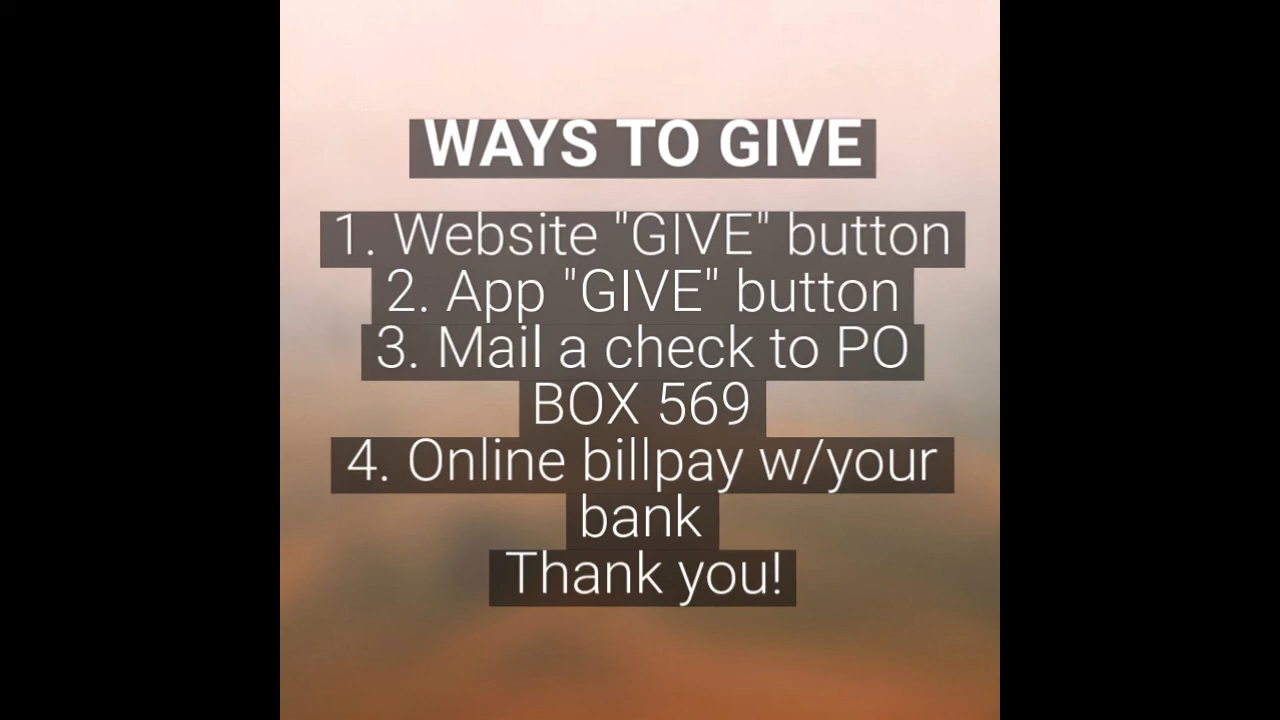 WAYS TO GIVE
1. Website "GIVE" button
2. App "GIVE" button
3. Mail a check to PO
BOX 569
4. Online billpay w/your
bank
Thank you!